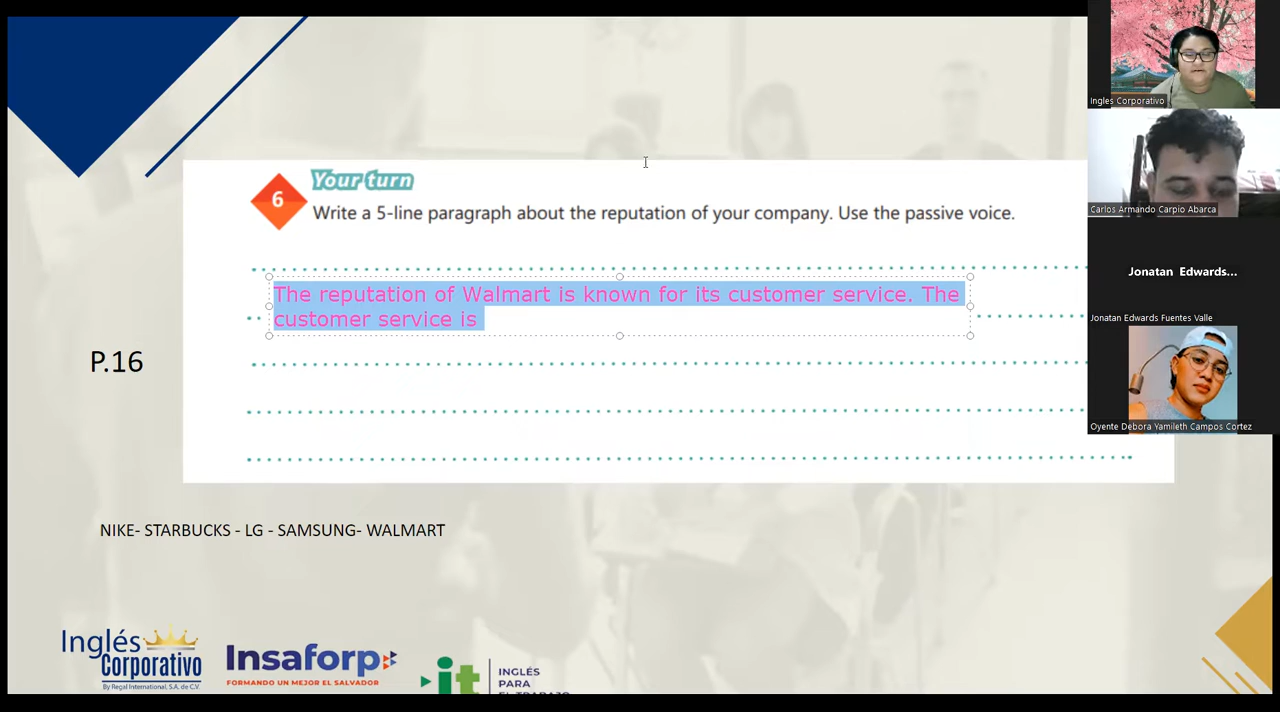 Your turn
6
Write a 5-line paragraph about the reputation of your company. Use the passive voice.
The reputation of Walmart is known for its customer service. The
customer service is
P.16
NIKE- STARBUCKS - LG - SAMSUNG- WALMART
Inglés
Corporativo
By Regal International, S.A. de C.V.
Insaforp
FORMANDO UN MEJOR EL SALVADOR
it
INGLÉS
PARA
EL TRABAJO
Ingles Corporativo
Carlos Armando Carpio Abarca
Jonatan Edwards...
Jonatan Edwards Fuentes Valle
Oyente Debora Yamileth Campos Cortez